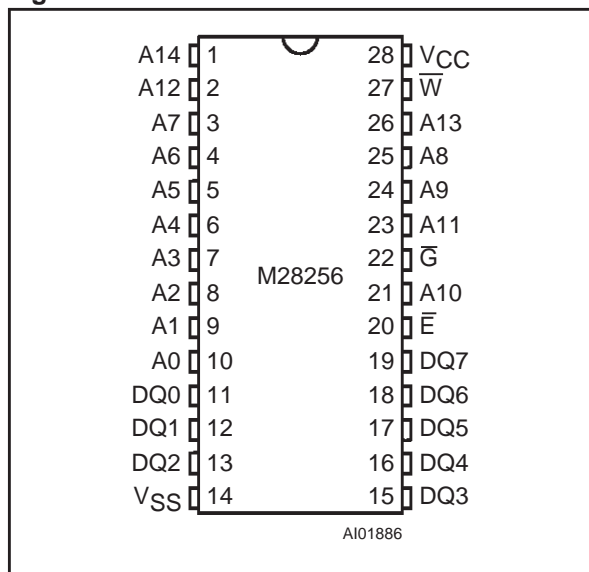 A14 1 28 VCC
A12 2 27 W̅
A7 3 26 A13
A6 4 25 A8
A5 5 24 A9
A4 6 23 A11
A3 7 22 G̅
M28256
A2 8 21 A10
A1 9 20 E̅
A0 10 19 DQ7
DQ0 11 18 DQ6
DQ1 12 17 DQ5
DQ2 13 16 DQ4
VSS 14 15 DQ3
AI01886